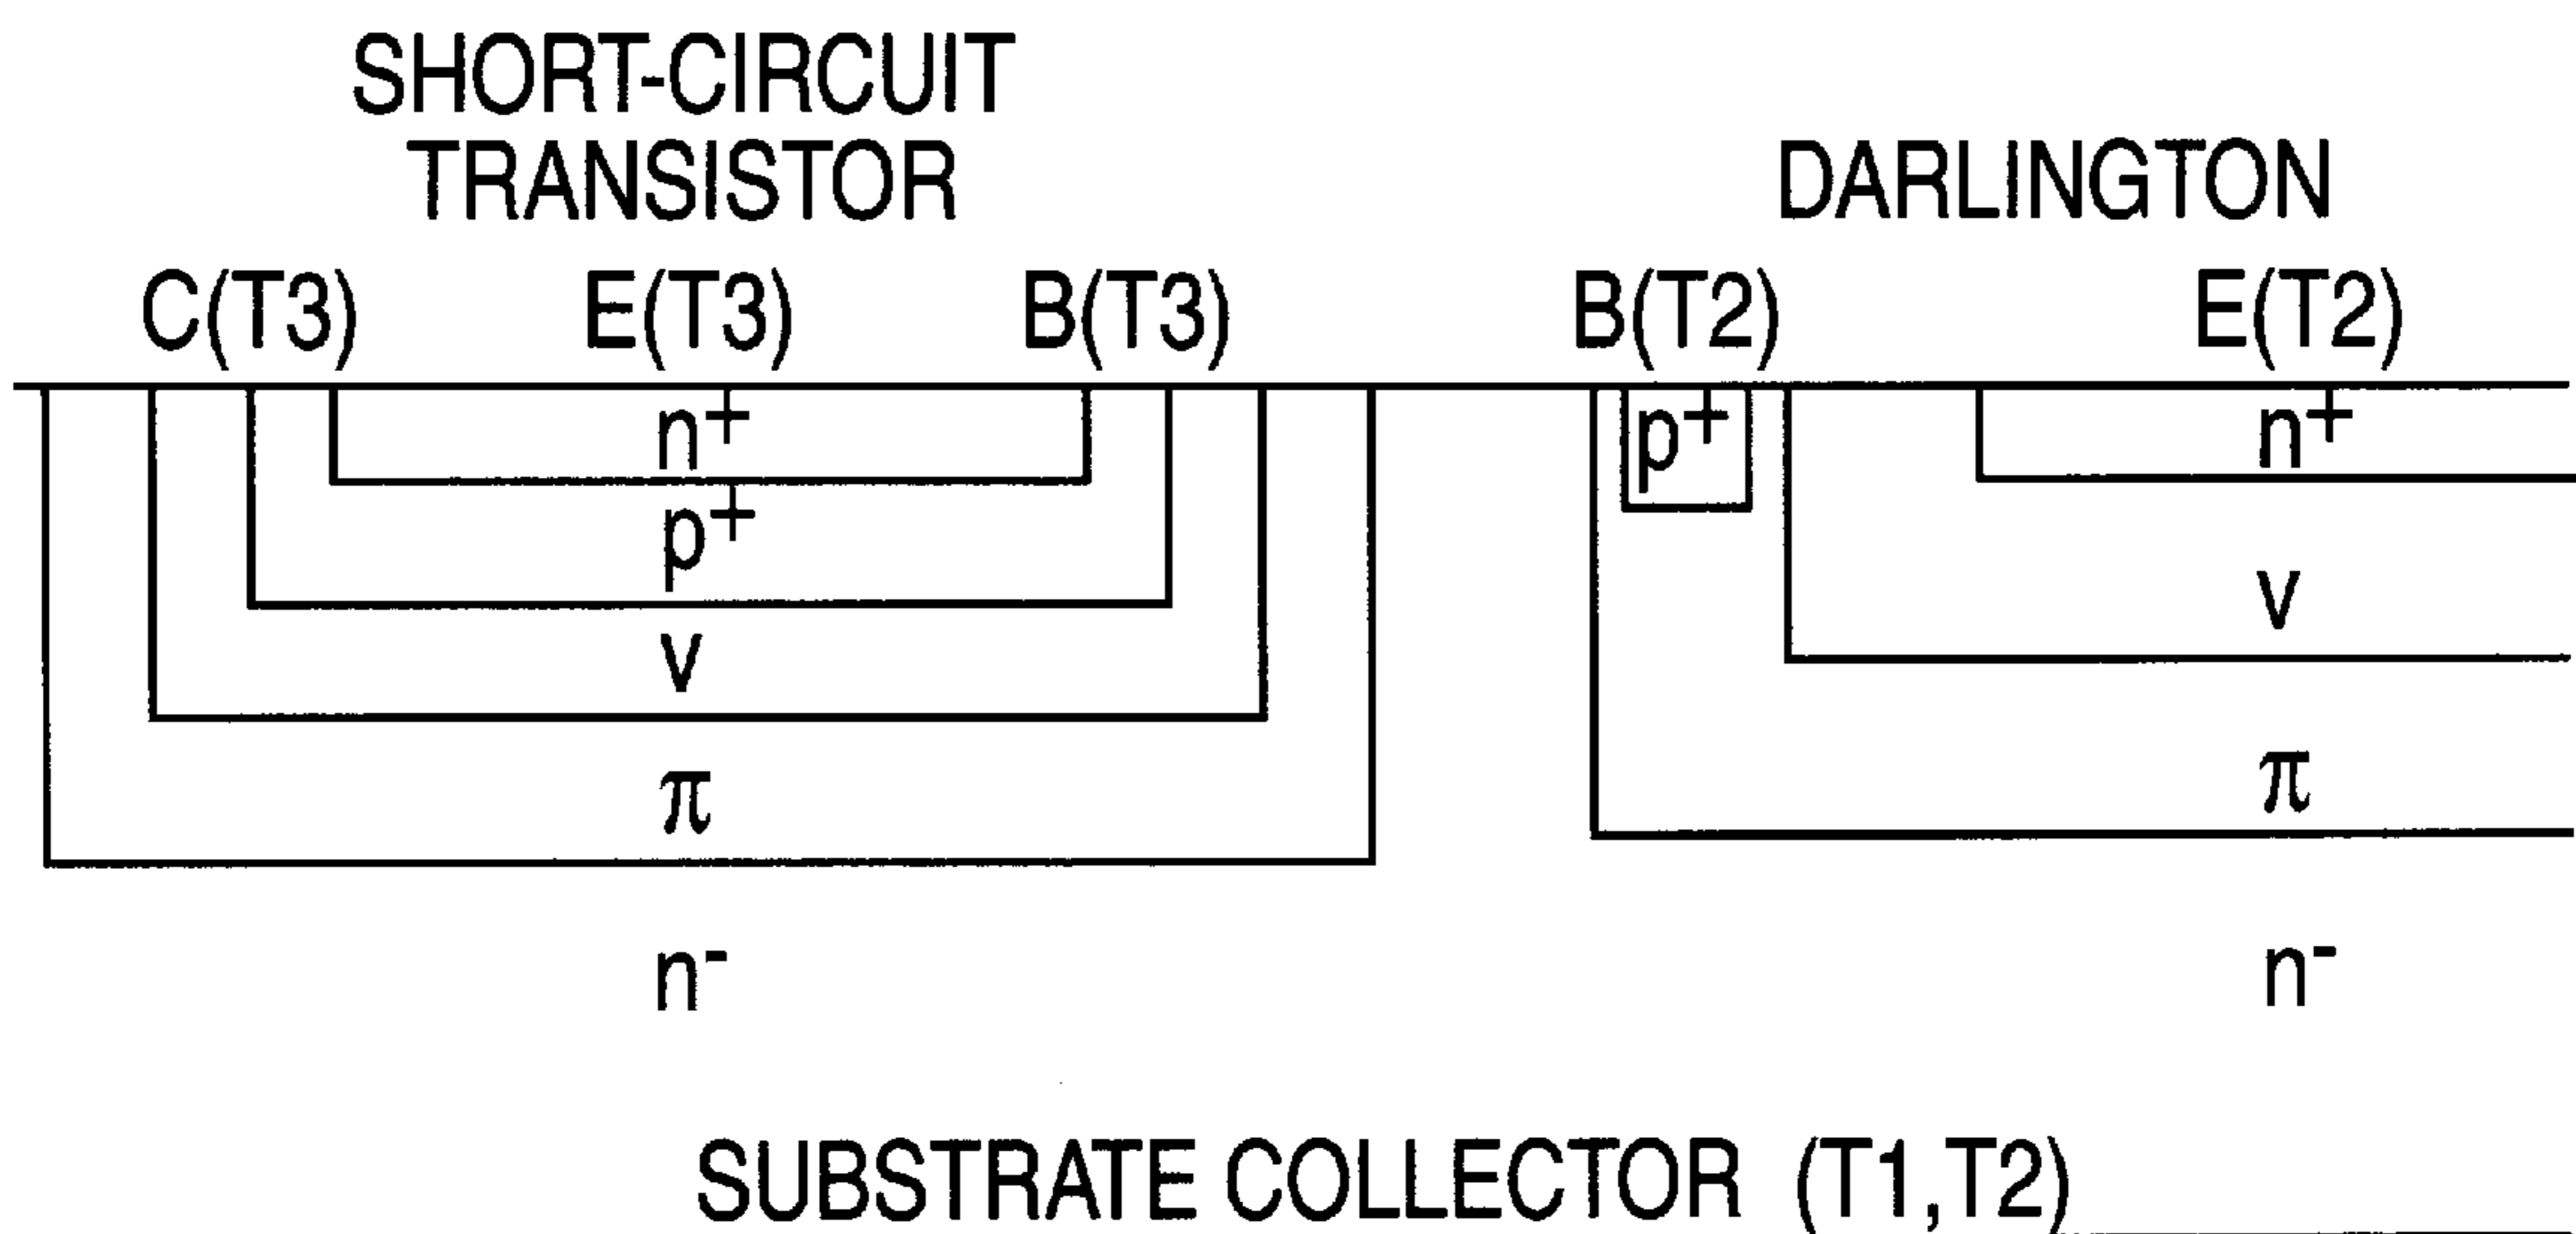 SHORT-CIRCUIT
TRANSISTOR
DARLINGTON
C(T3) E(T3) B(T3) B(T2) E(T2)
n+ p+ n+
p+
ν ν
π π
n- n-
SUBSTRATE COLLECTOR (T1,T2)